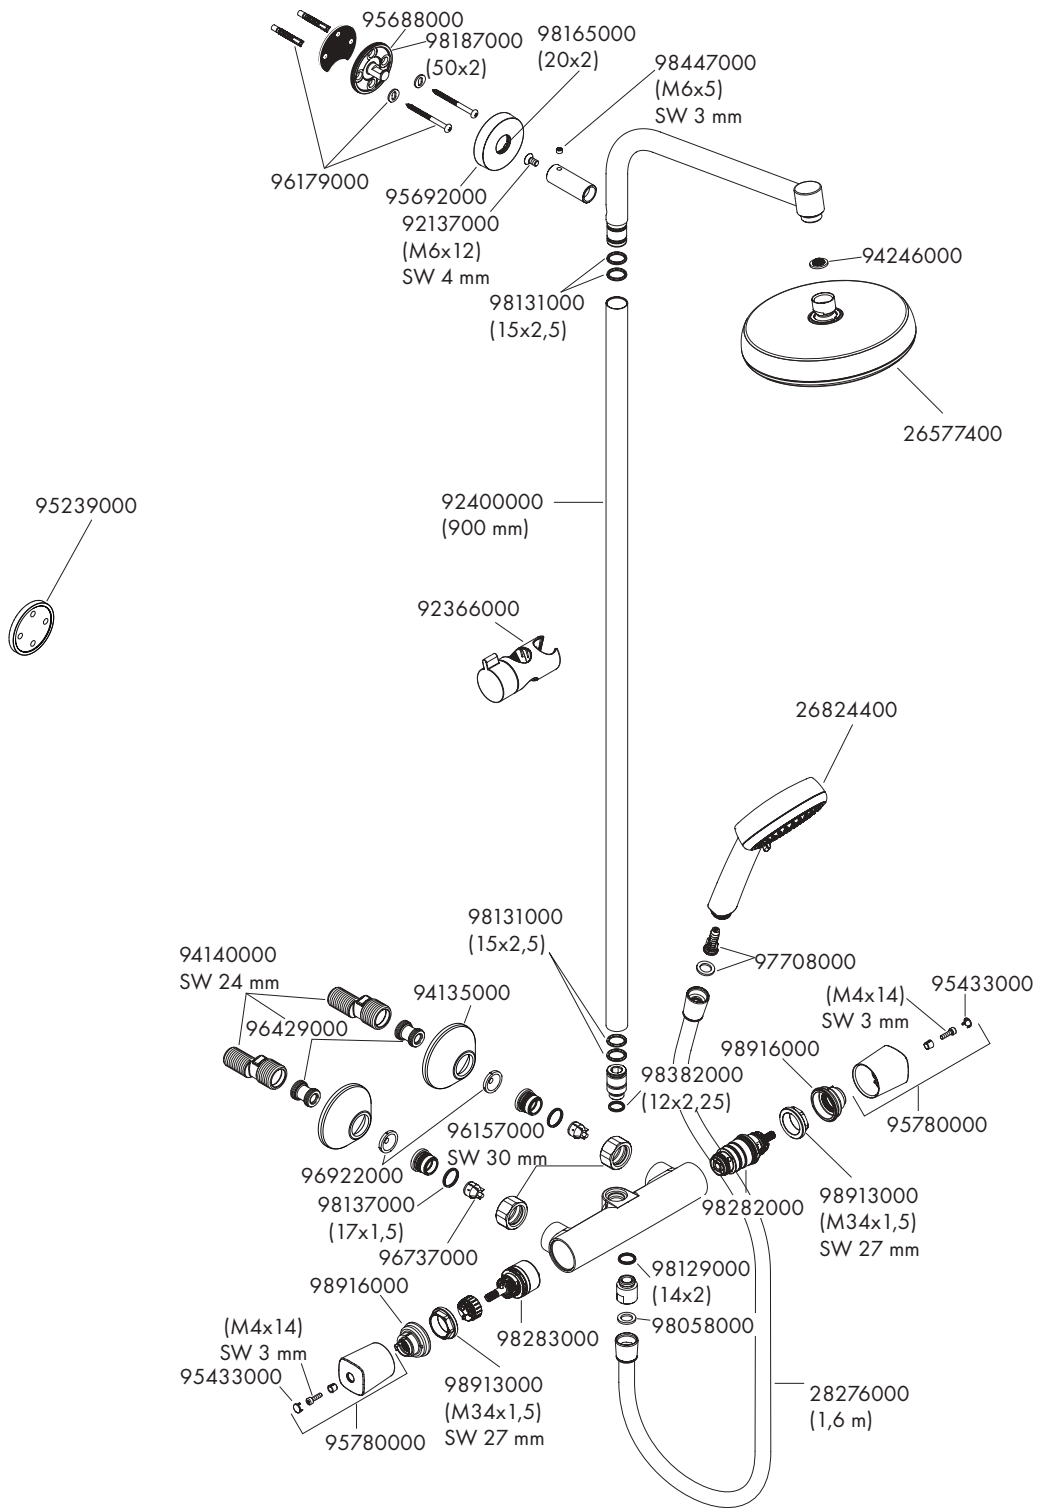 95688000
98187000
(50x2)
98165000
(20x2)
98447000
(M6x5)
SW 3 mm
96179000
95692000
92137000
(M6x12)
SW 4 mm
94246000
98131000
(15x2,5)
26577400
92400000
(900 mm)
95239000
92366000
26824400
98131000
(15x2,5)
94140000
SW 24 mm
97708000
94135000
(M4x14)
SW 3 mm
95433000
96429000
98916000
98382000
(12x2,25)
95780000
96157000
SW 30 mm
96922000
98137000
(17x1,5)
98282000
98913000
(M34x1,5)
SW 27 mm
96737000
98129000
(14x2)
98916000
98058000
(M4x14)
SW 3 mm
98283000
95433000
98913000
(M34x1,5)
SW 27 mm
28276000
(1,6 m)
95780000